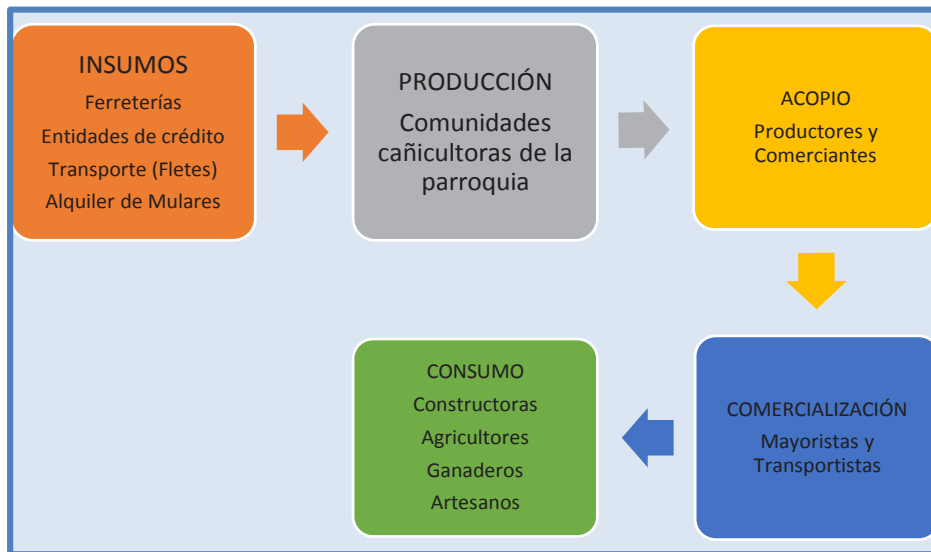 INSUMOS
Ferreterías
Entidades de crédito
Transporte (Fletes)
Alquiler de Mulares
PRODUCCIÓN
Comunidades
cañicultoras de la
parroquia
ACOPIO
Productores y
Comerciantes
COMERCIALIZACIÓN
Mayoristas y
Transportistas
CONSUMO
Constructoras
Agricultores
Ganaderos
Artesanos